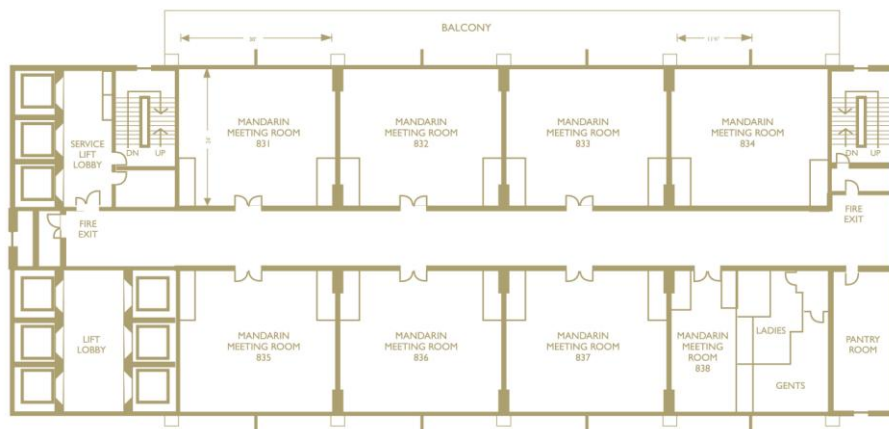 BALCONY
MANDARIN
MEETING ROOM
831
MANDARIN
MEETING ROOM
832
MANDARIN
MEETING ROOM
833
MANDARIN
MEETING ROOM
834
SERVICE
LIFT
LOBBY
DN UP
DN UP
FIRE
EXIT
FIRE
EXIT
LIFT
LOBBY
MANDARIN
MEETING ROOM
835
MANDARIN
MEETING ROOM
836
MANDARIN
MEETING ROOM
837
MANDARIN
MEETING
ROOM
838
LADIES
GENTS
PANTRY
ROOM